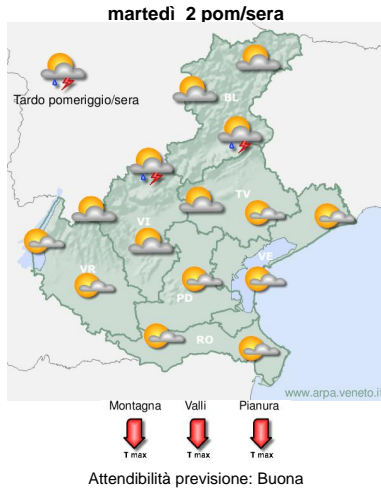 martedì 2 pom/sera
Tardo pomeriggio/sera
BL
TV
VI
VE
VR
PD
RO
www.arpa.veneto.it
Montagna Valli Pianura
T max T max T max
Attendibilità previsione: Buona